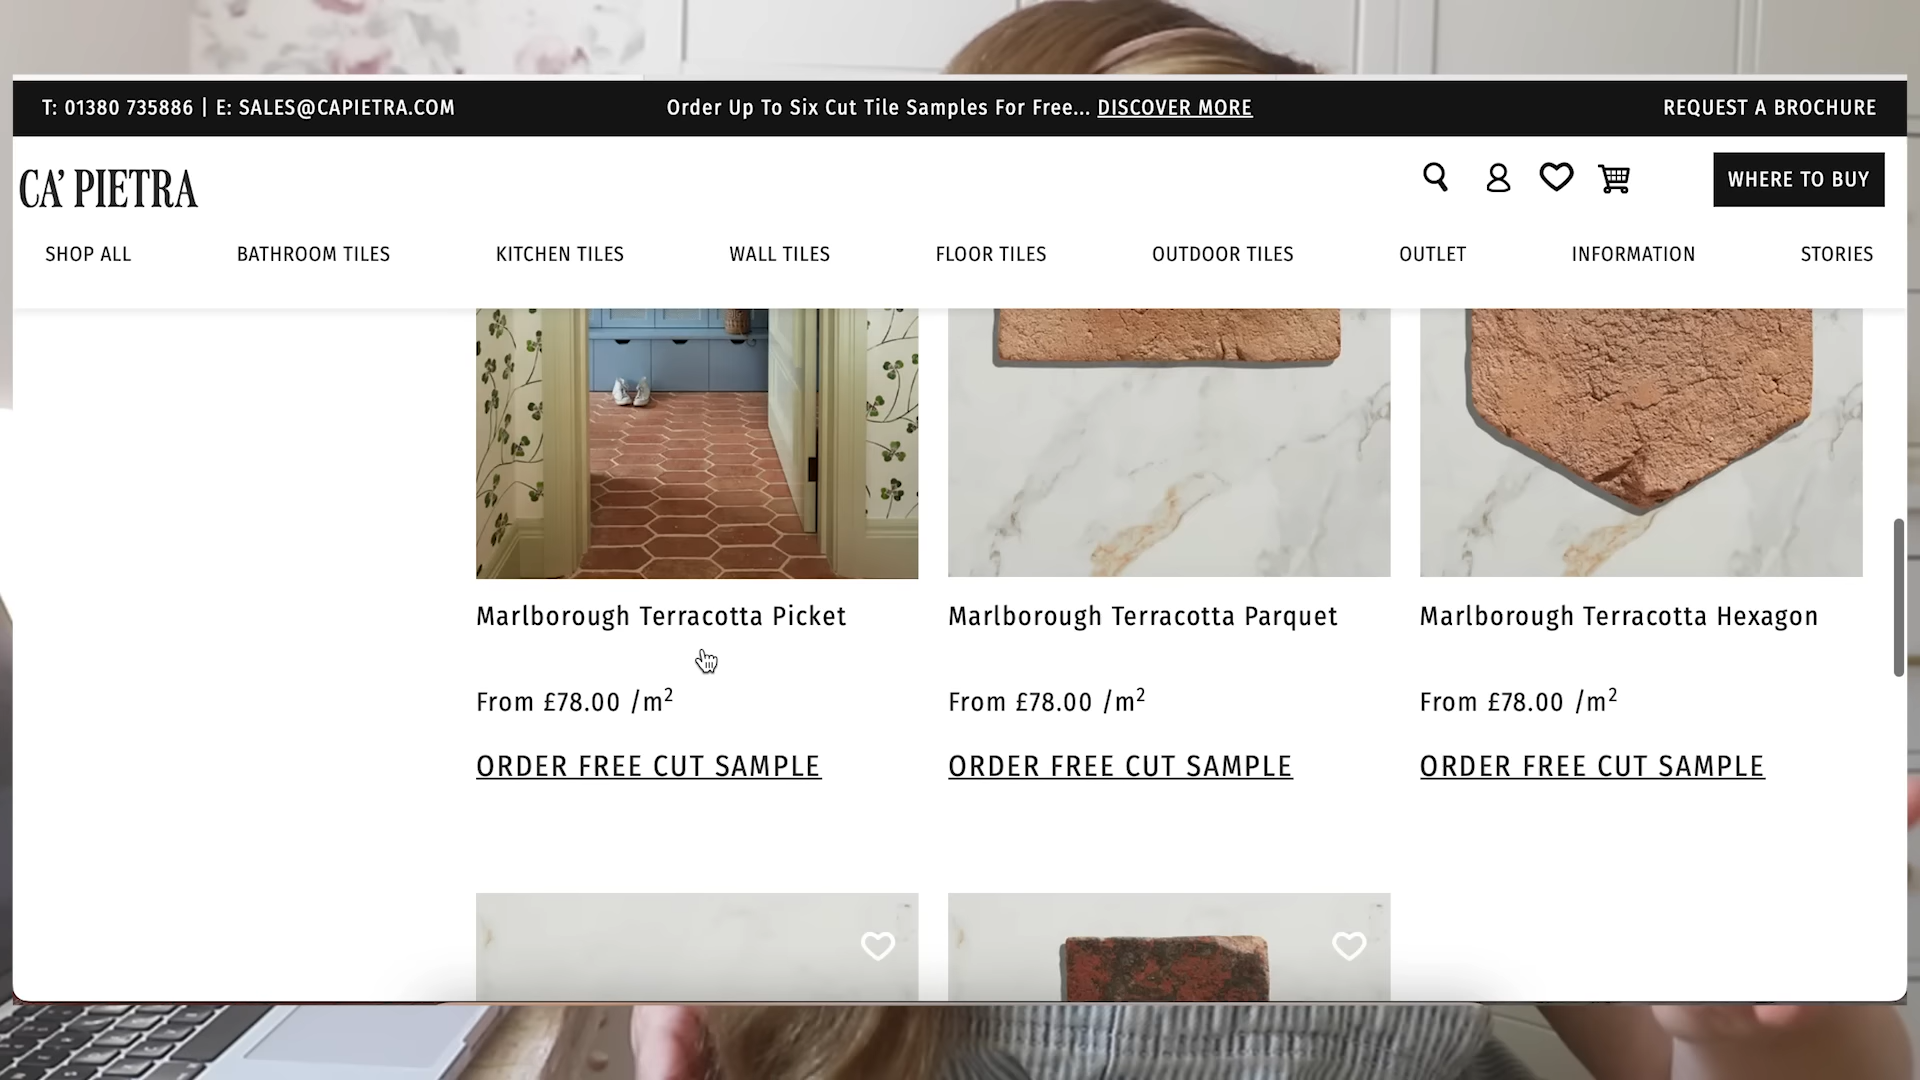 T: 01380 735886 | E: SALES@CAPIETRA.COM
Order Up To Six Cut Tile Samples For Free... DISCOVER MORE
REQUEST A BROCHURE
CA' PIETRA
WHERE TO BUY
SHOP ALL
BATHROOM TILES
KITCHEN TILES
WALL TILES
FLOOR TILES
OUTDOOR TILES
OUTLET
INFORMATION
STORIES
Marlborough Terracotta Picket
From £78.00 /m²
ORDER FREE CUT SAMPLE
Marlborough Terracotta Parquet
From £78.00 /m²
ORDER FREE CUT SAMPLE
Marlborough Terracotta Hexagon
From £78.00 /m²
ORDER FREE CUT SAMPLE